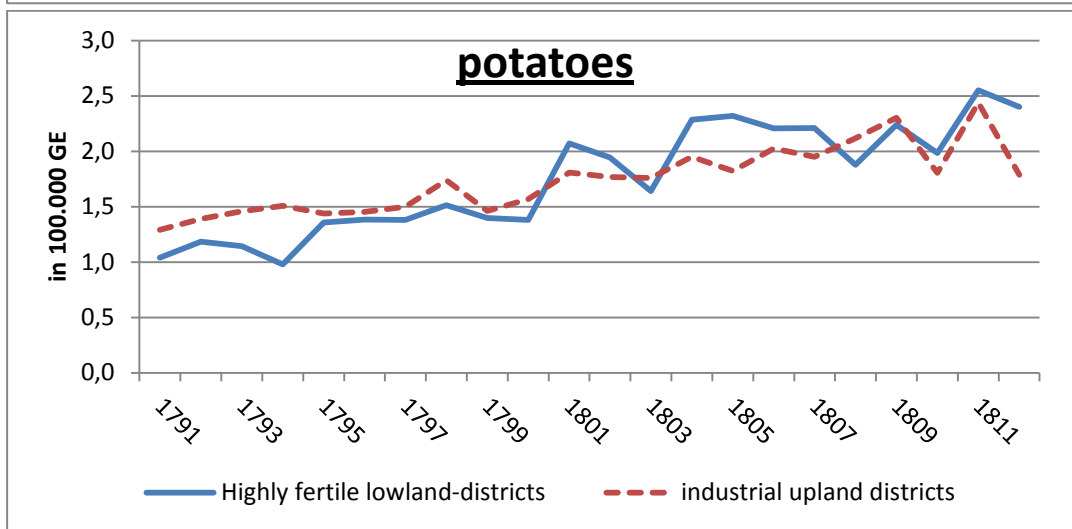 potatoes
in 100.000 GE
3,0
2,5
2,0
1,5
1,0
0,5
0,0
1791 1793 1795 1797 1799 1801 1803 1805 1807 1809 1811
Highly fertile lowland-districts industrial upland districts